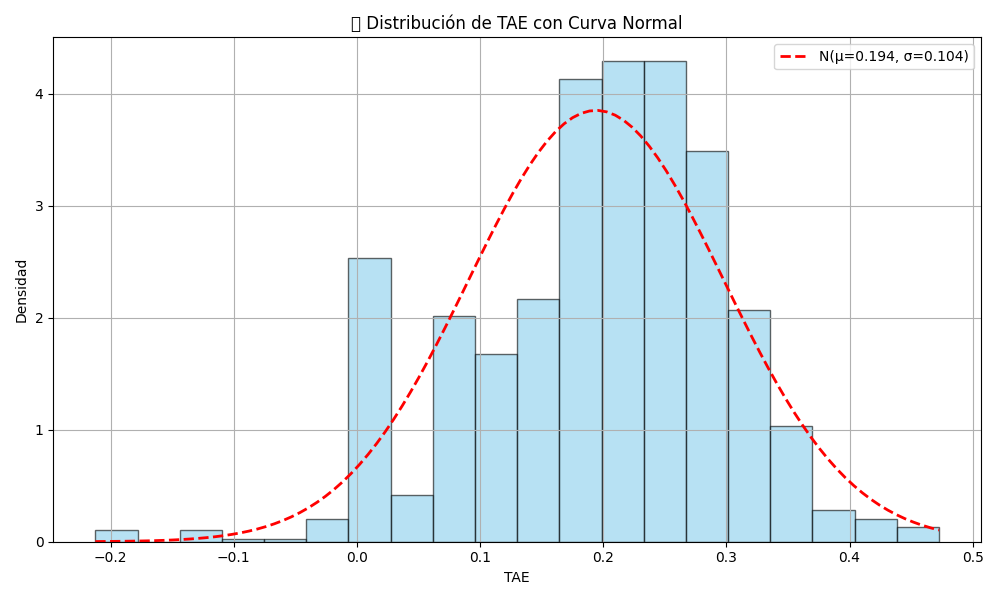 Distribución de TAE con Curva Normal
N(μ=0.194, σ=0.104)
4
3
2
1
0
Densidad
−0.2 −0.1 0.0 0.1 0.2 0.3 0.4 0.5
TAE